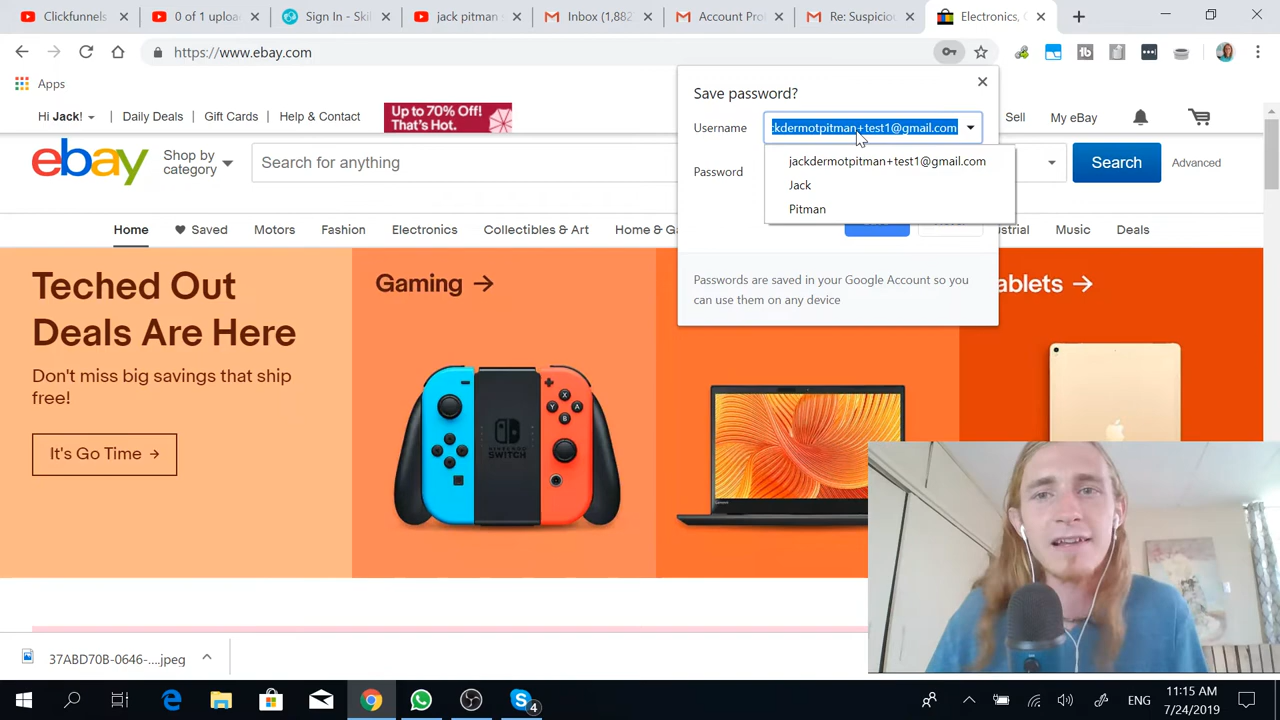 Clickfunnels
0 of 1 uploa
Sign In - Skil
jack pitman
Inbox (1,882
Account Pro
Re: Suspicio
Electronics, C
https://www.ebay.com
Apps
Save password?
Username
ckdermotpitman+test1@gmail.com
jackdermotpitman+test1@gmail.com
Jack
Pitman
Password
Passwords are saved in your Google Account so you
can use them on any device
Hi Jack!
Daily Deals
Gift Cards
Help & Contact
Up to 70% Off!
That's Hot.
Sell
My eBay
ebay
Shop by
category
Search for anything
Search
Advanced
Home
Saved
Motors
Fashion
Electronics
Collectibles & Art
Home & Ga
ustrial
Music
Deals
Teched Out
Deals Are Here
Don't miss big savings that ship
free!
It's Go Time →
Gaming →
ablets →
NINTENDO
SWITCH
37ABD70B-0646-....jpeg
4
ENG
11:15 AM
7/24/2019